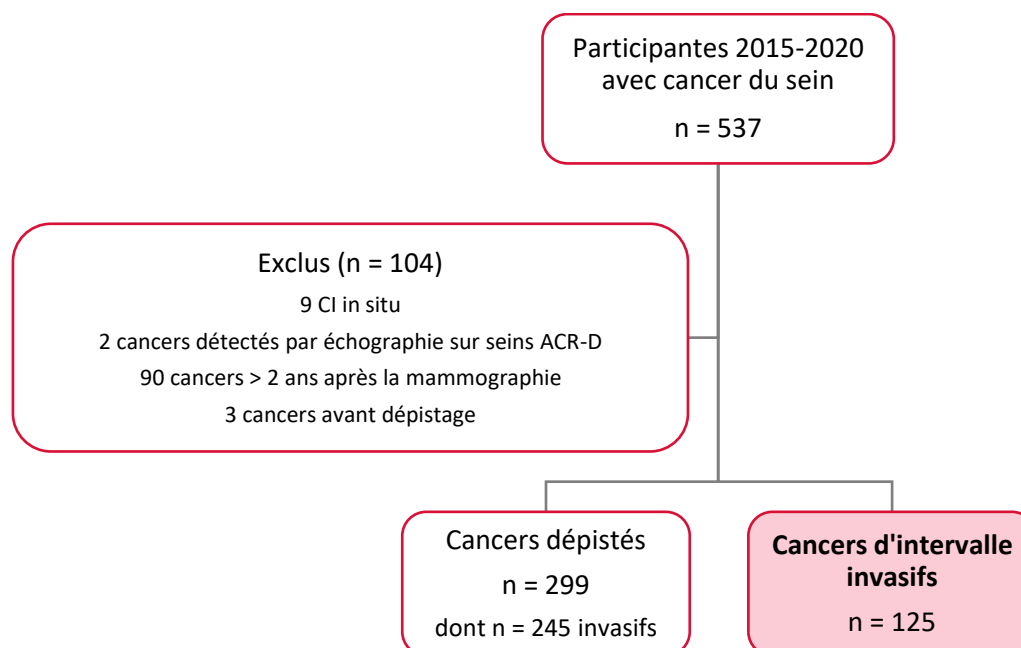 Participantes 2015-2020
avec cancer du sein
n = 537
Exclus (n = 104)
9 CI in situ
2 cancers détectés par échographie sur seins ACR-D
90 cancers > 2 ans après la mammographie
3 cancers avant dépistage
Cancers dépistés
n = 299
dont n = 245 invasifs
Cancers d'intervalle
invasifs
n = 125